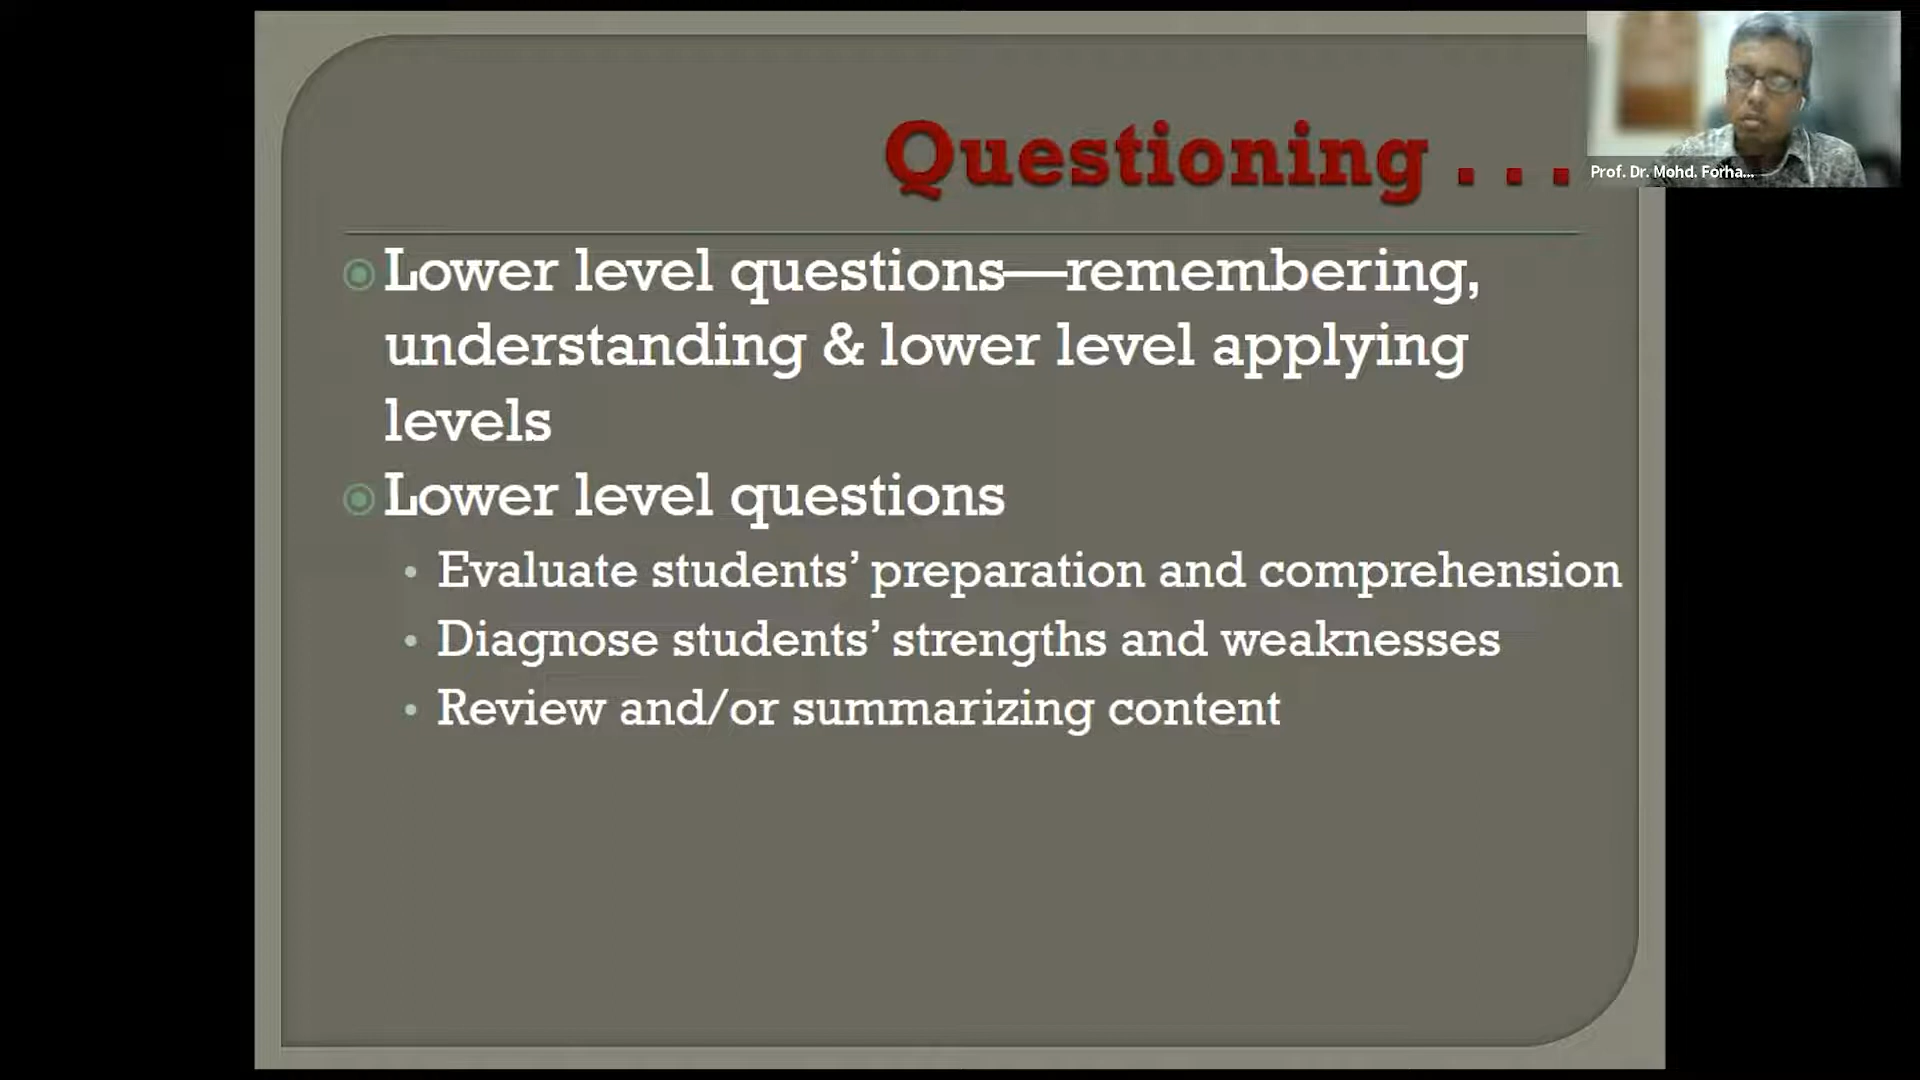 Questioning . . .
Prof. Dr. Mohd. Forha...
Lower level questions—remembering,
understanding & lower level applying
levels
Lower level questions
• Evaluate students’ preparation and comprehension
• Diagnose students’ strengths and weaknesses
• Review and/or summarizing content